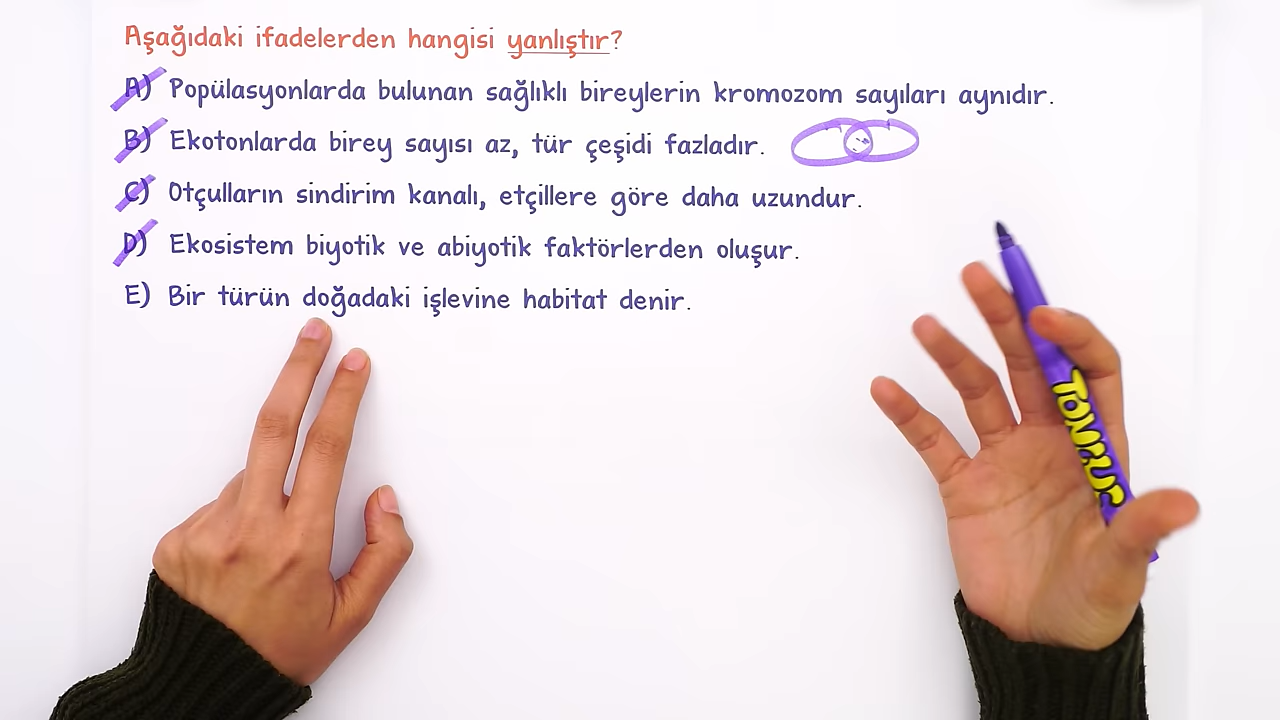 Aşağıdaki ifadelerden hangisi yanlıştır?
A) Popülasyonlarda bulunan sağlıklı bireylerin kromozom sayıları aynıdır.
B) Ekotonlarda birey sayısı az, tür çeşidi fazladır.
C) Otçulların sindirim kanalı, etçillere göre daha uzundur.
D) Ekosistem biyotik ve abiyotik faktörlerden oluşur.
E) Bir türün doğadaki işlevine habitat denir.